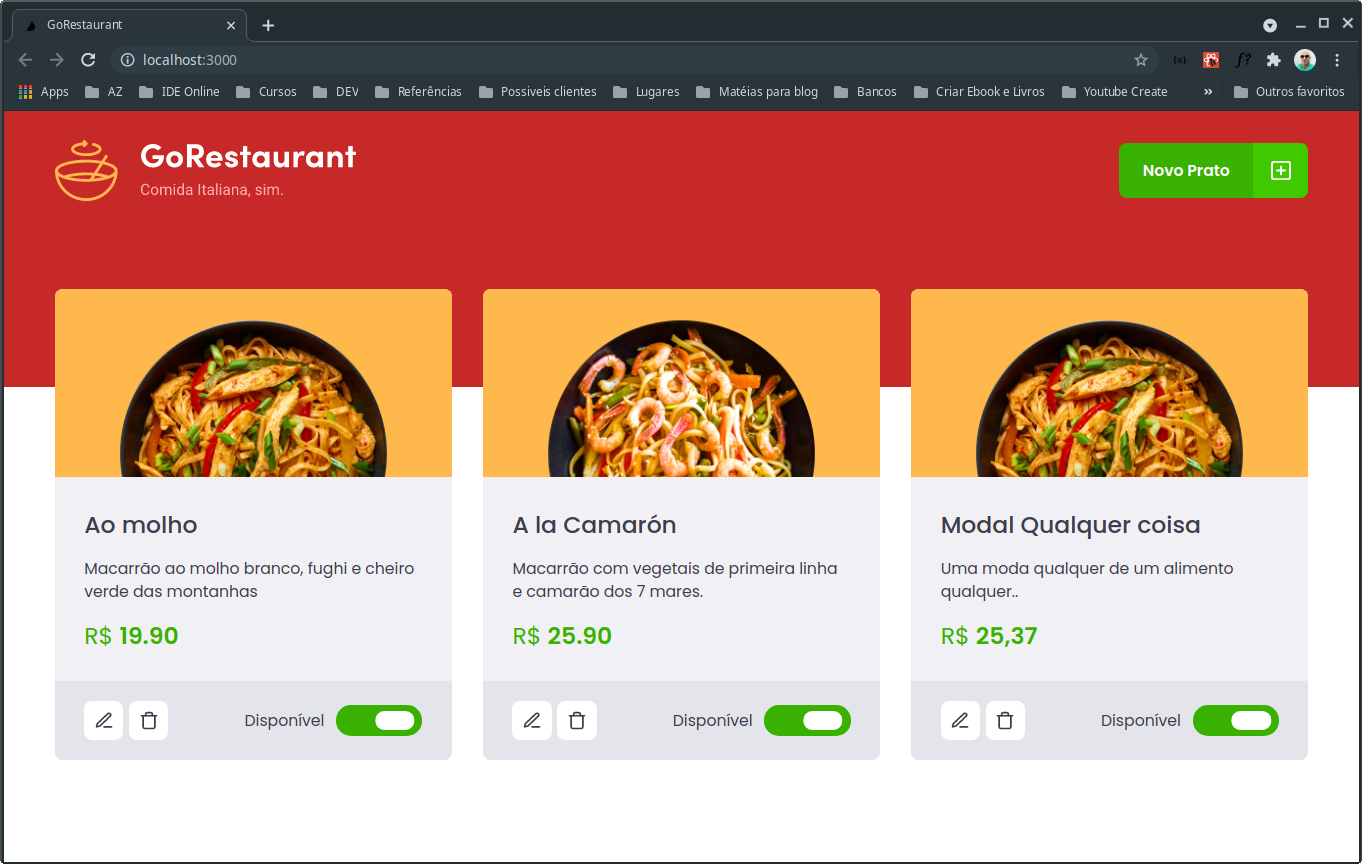 GoRestaurant
localhost:3000
Apps AZ IDE Online Cursos DEV Referências Possiveis clientes Lugares Matéias para blog Bancos Criar Ebook e Livros Youtube Create » Outros favoritos
GoRestaurant
Comida Italiana, sim.
Novo Prato
Ao molho
Macarrão ao molho branco, fughi e cheiro
verde das montanhas
R$ 19.90
Disponível
A la Camarón
Macarrão com vegetais de primeira linha
e camarão dos 7 mares.
R$ 25.90
Disponível
Modal Qualquer coisa
Uma moda qualquer de um alimento
qualquer..
R$ 25,37
Disponível